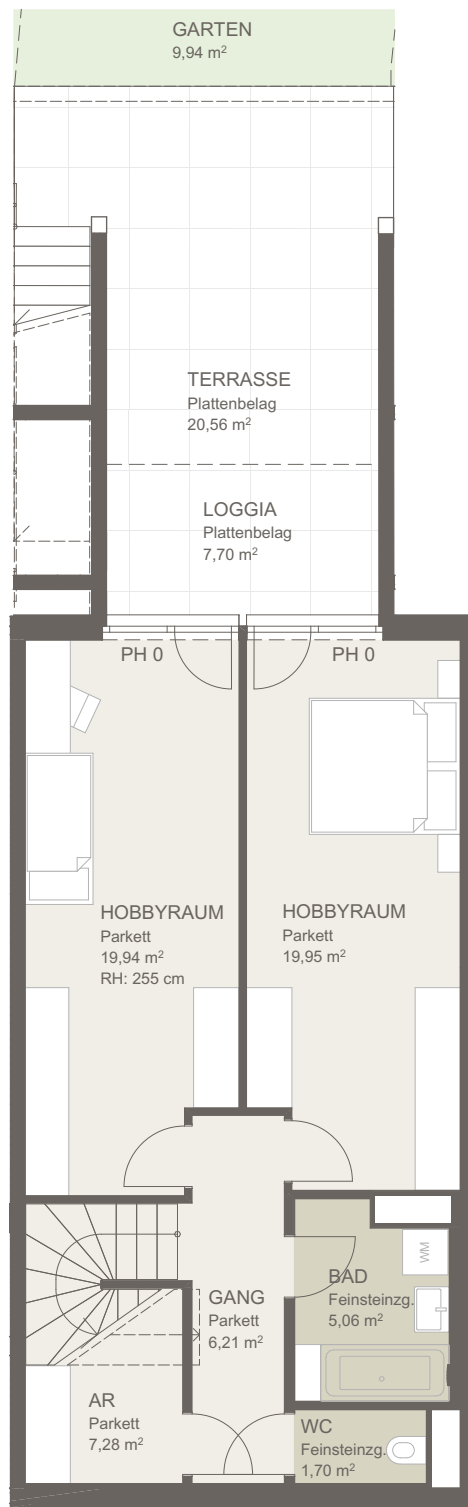 GARTEN
9,94 m²
TERRASSE
Plattenbelag
20,56 m²
LOGGIA
Plattenbelag
7,70 m²
PH 0
PH 0
HOBBYRAUM
Parkett
19,94 m²
RH: 255 cm
HOBBYRAUM
Parkett
19,95 m²
WM
BAD
Feinsteinzg.
5,06 m²
GANG
Parkett
6,21 m²
AR
Parkett
7,28 m²
WC
Feinsteinzg.
1,70 m²